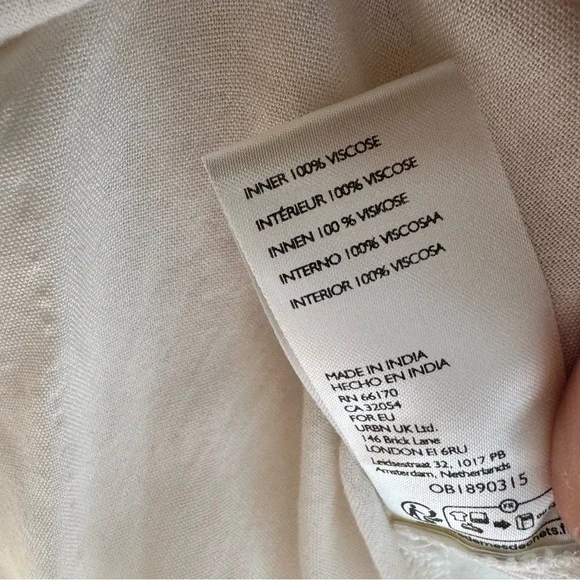 INNER 100% VISCOSE
INTÉRIEUR 100% VISCOSE
INNEN 100 % VISKOSE
INTERNO 100% VISCOSAA
INTERIOR 100% VISCOSA
MADE IN INDIA
HECHO EN INDIA
RN 66170
CA 32054
FOR EU
URBN UK Ltd.
146 Brick Lane
LONDON E1 6RU
Leidsestraat 32, 1017 PB
Amsterdam, Netherlands
OB1890315
FR